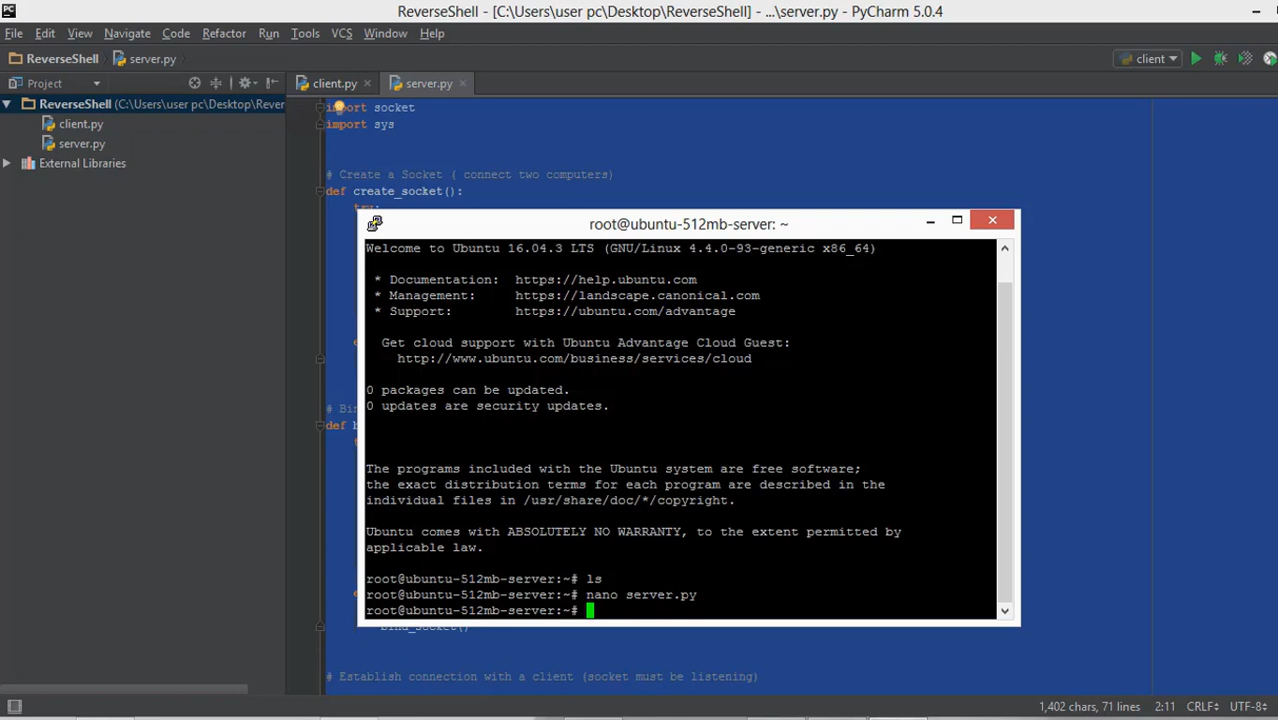 PC
ReverseShell - [C:\Users\user pc\Desktop\ReverseShell] - ...\server.py - PyCharm 5.0.4
File Edit View Navigate Code Refactor Run Tools VCS Window Help
ReverseShell server.py client
Project client.py server.py
ReverseShell (C:\Users\user pc\Desktop\Rever
client.py
server.py
External Libraries
import socket
import sys
# Create a Socket ( connect two computers)
def create_socket():
try:
root@ubuntu-512mb-server: ~
Welcome to Ubuntu 16.04.3 LTS (GNU/Linux 4.4.0-93-generic x86_64)
* Documentation: https://help.ubuntu.com
* Management: https://landscape.canonical.com
* Support: https://ubuntu.com/advantage
Get cloud support with Ubuntu Advantage Cloud Guest:
http://www.ubuntu.com/business/services/cloud
0 packages can be updated.
0 updates are security updates.
# Bin
def b
The programs included with the Ubuntu system are free software;
the exact distribution terms for each program are described in the
individual files in /usr/share/doc/*/copyright.
Ubuntu comes with ABSOLUTELY NO WARRANTY, to the extent permitted by
applicable law.
root@ubuntu-512mb-server:~# ls
root@ubuntu-512mb-server:~# nano server.py
root@ubuntu-512mb-server:~#
bind_socket()
# Establish connection with a client (socket must be listening)
1,402 chars, 71 lines 2:11 CRLF UTF-8